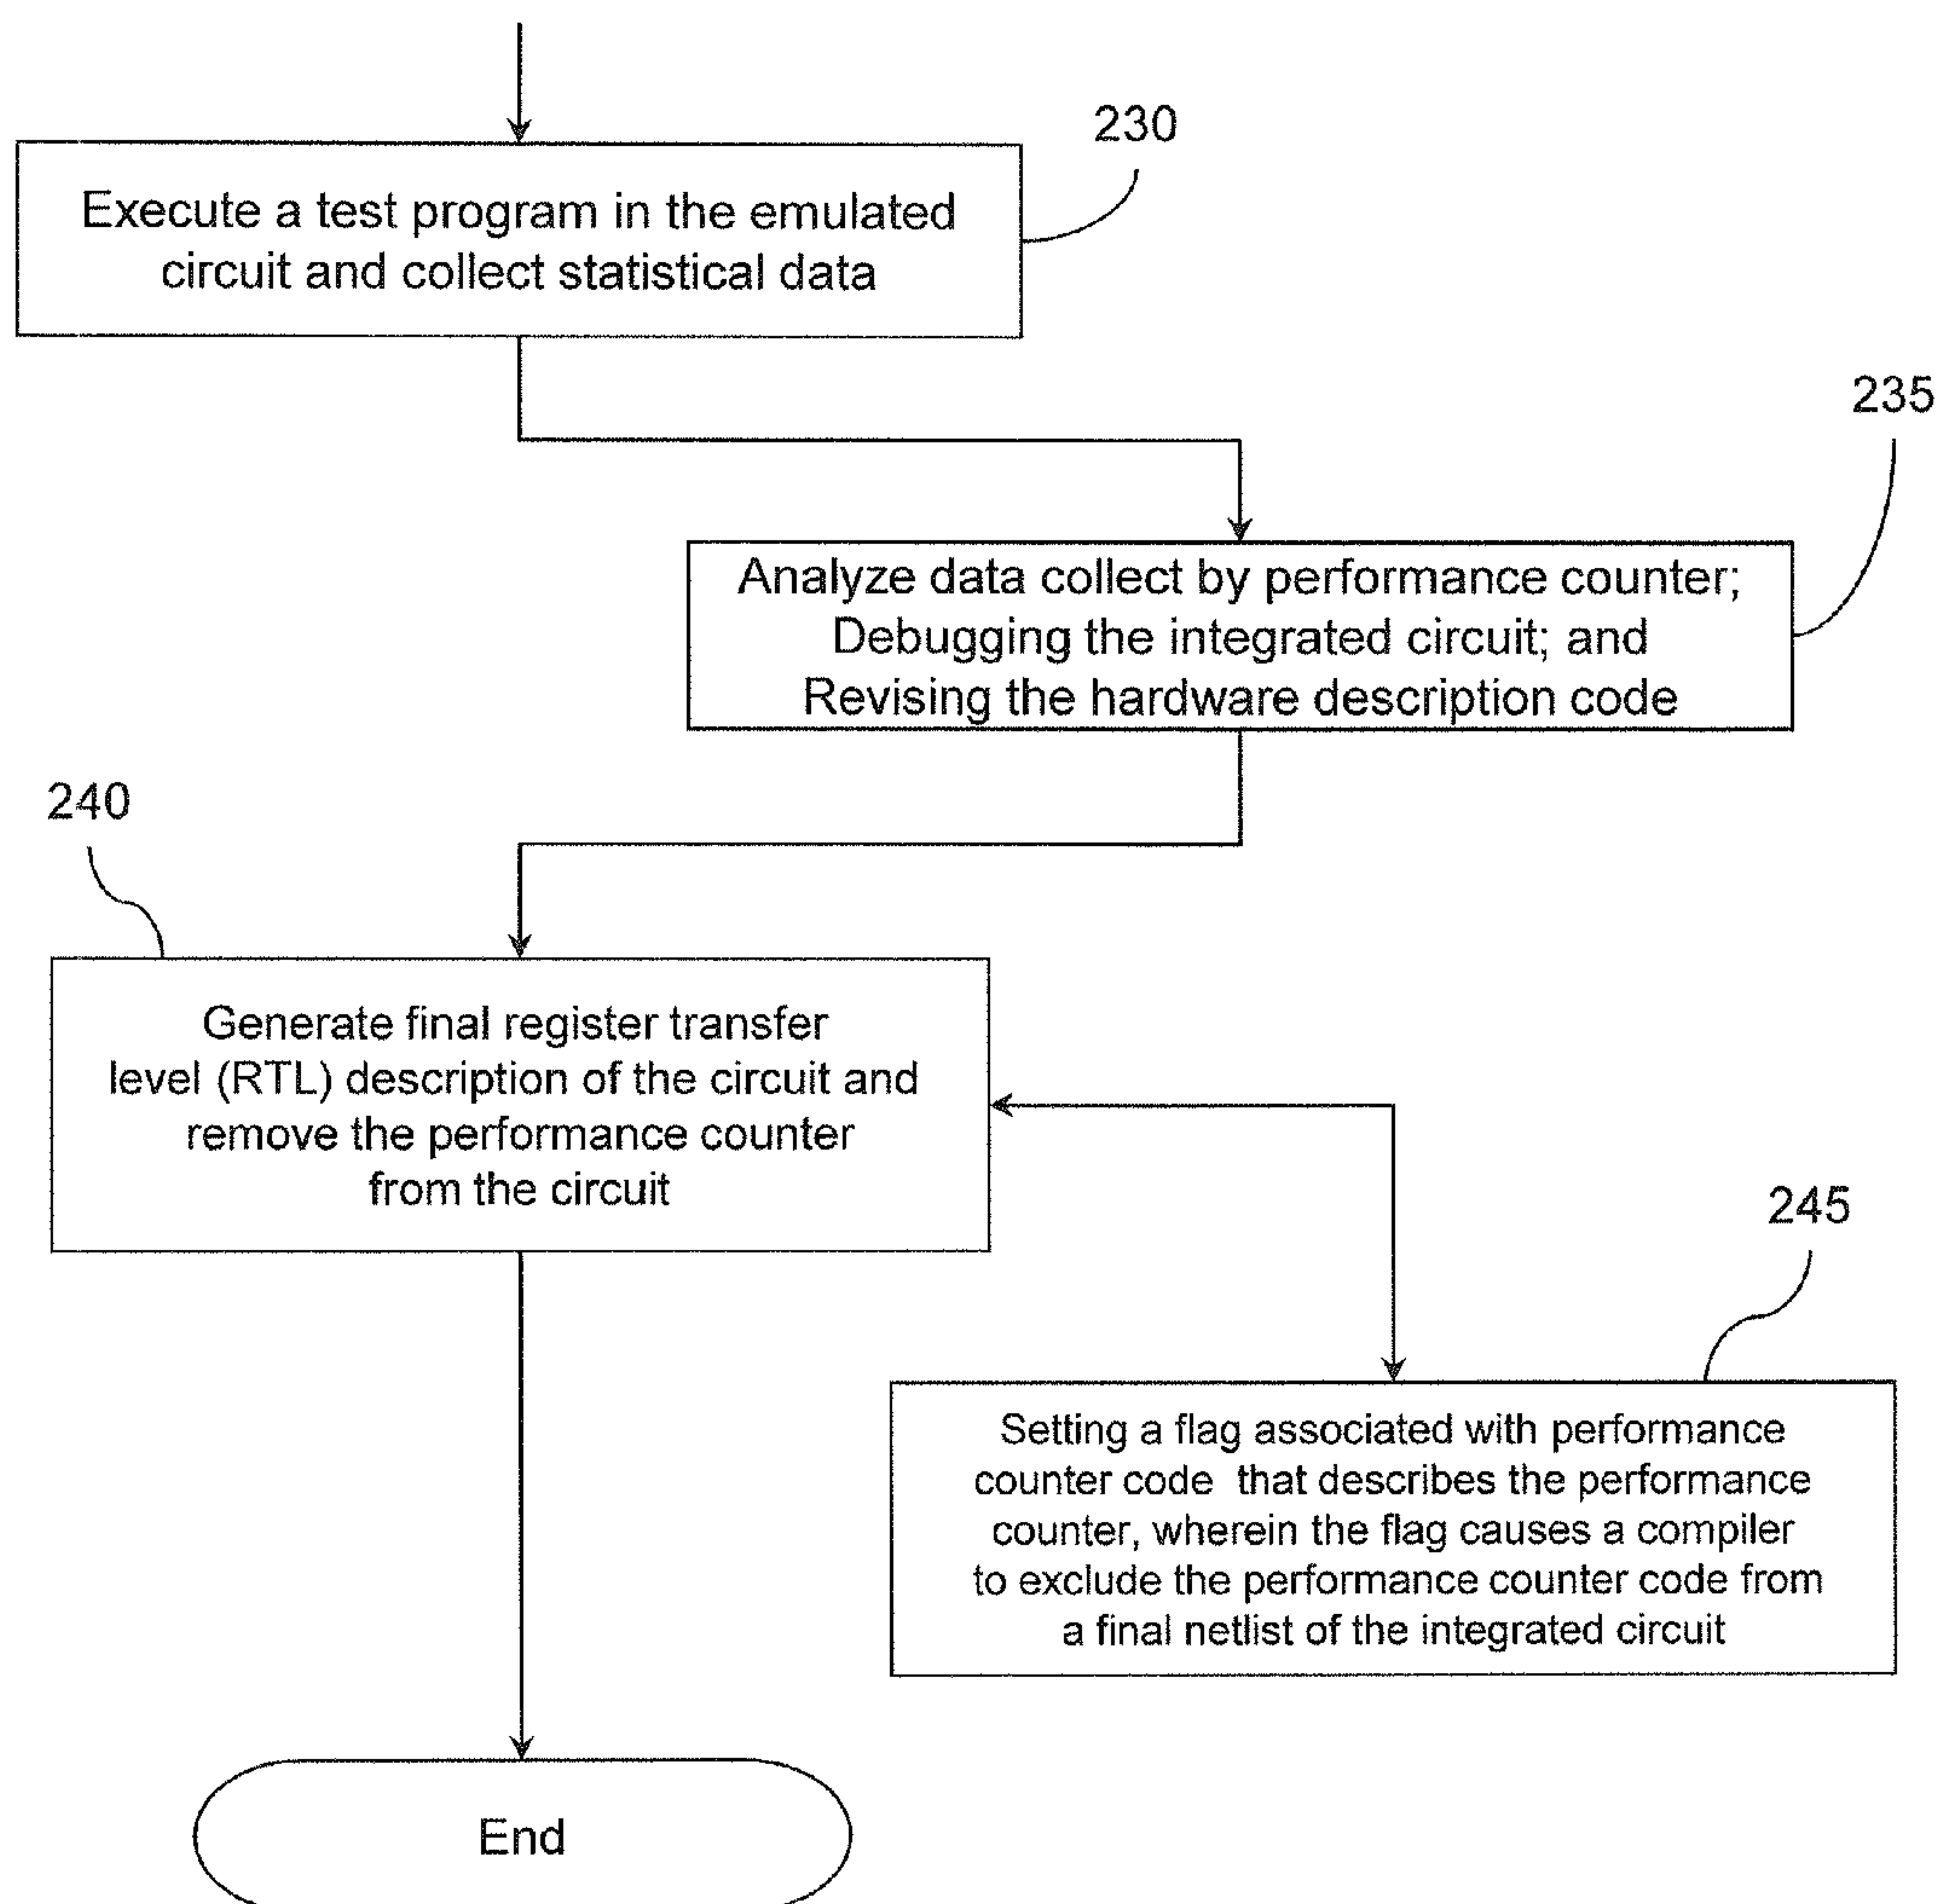 230
Execute a test program in the emulated
circuit and collect statistical data
235
Analyze data collect by performance counter;
Debugging the integrated circuit; and
Revising the hardware description code
240
Generate final register transfer
level (RTL) description of the circuit and
remove the performance counter
from the circuit
245
Setting a flag associated with performance
counter code that describes the performance
counter, wherein the flag causes a compiler
to exclude the performance counter code from
a final netlist of the integrated circuit
End